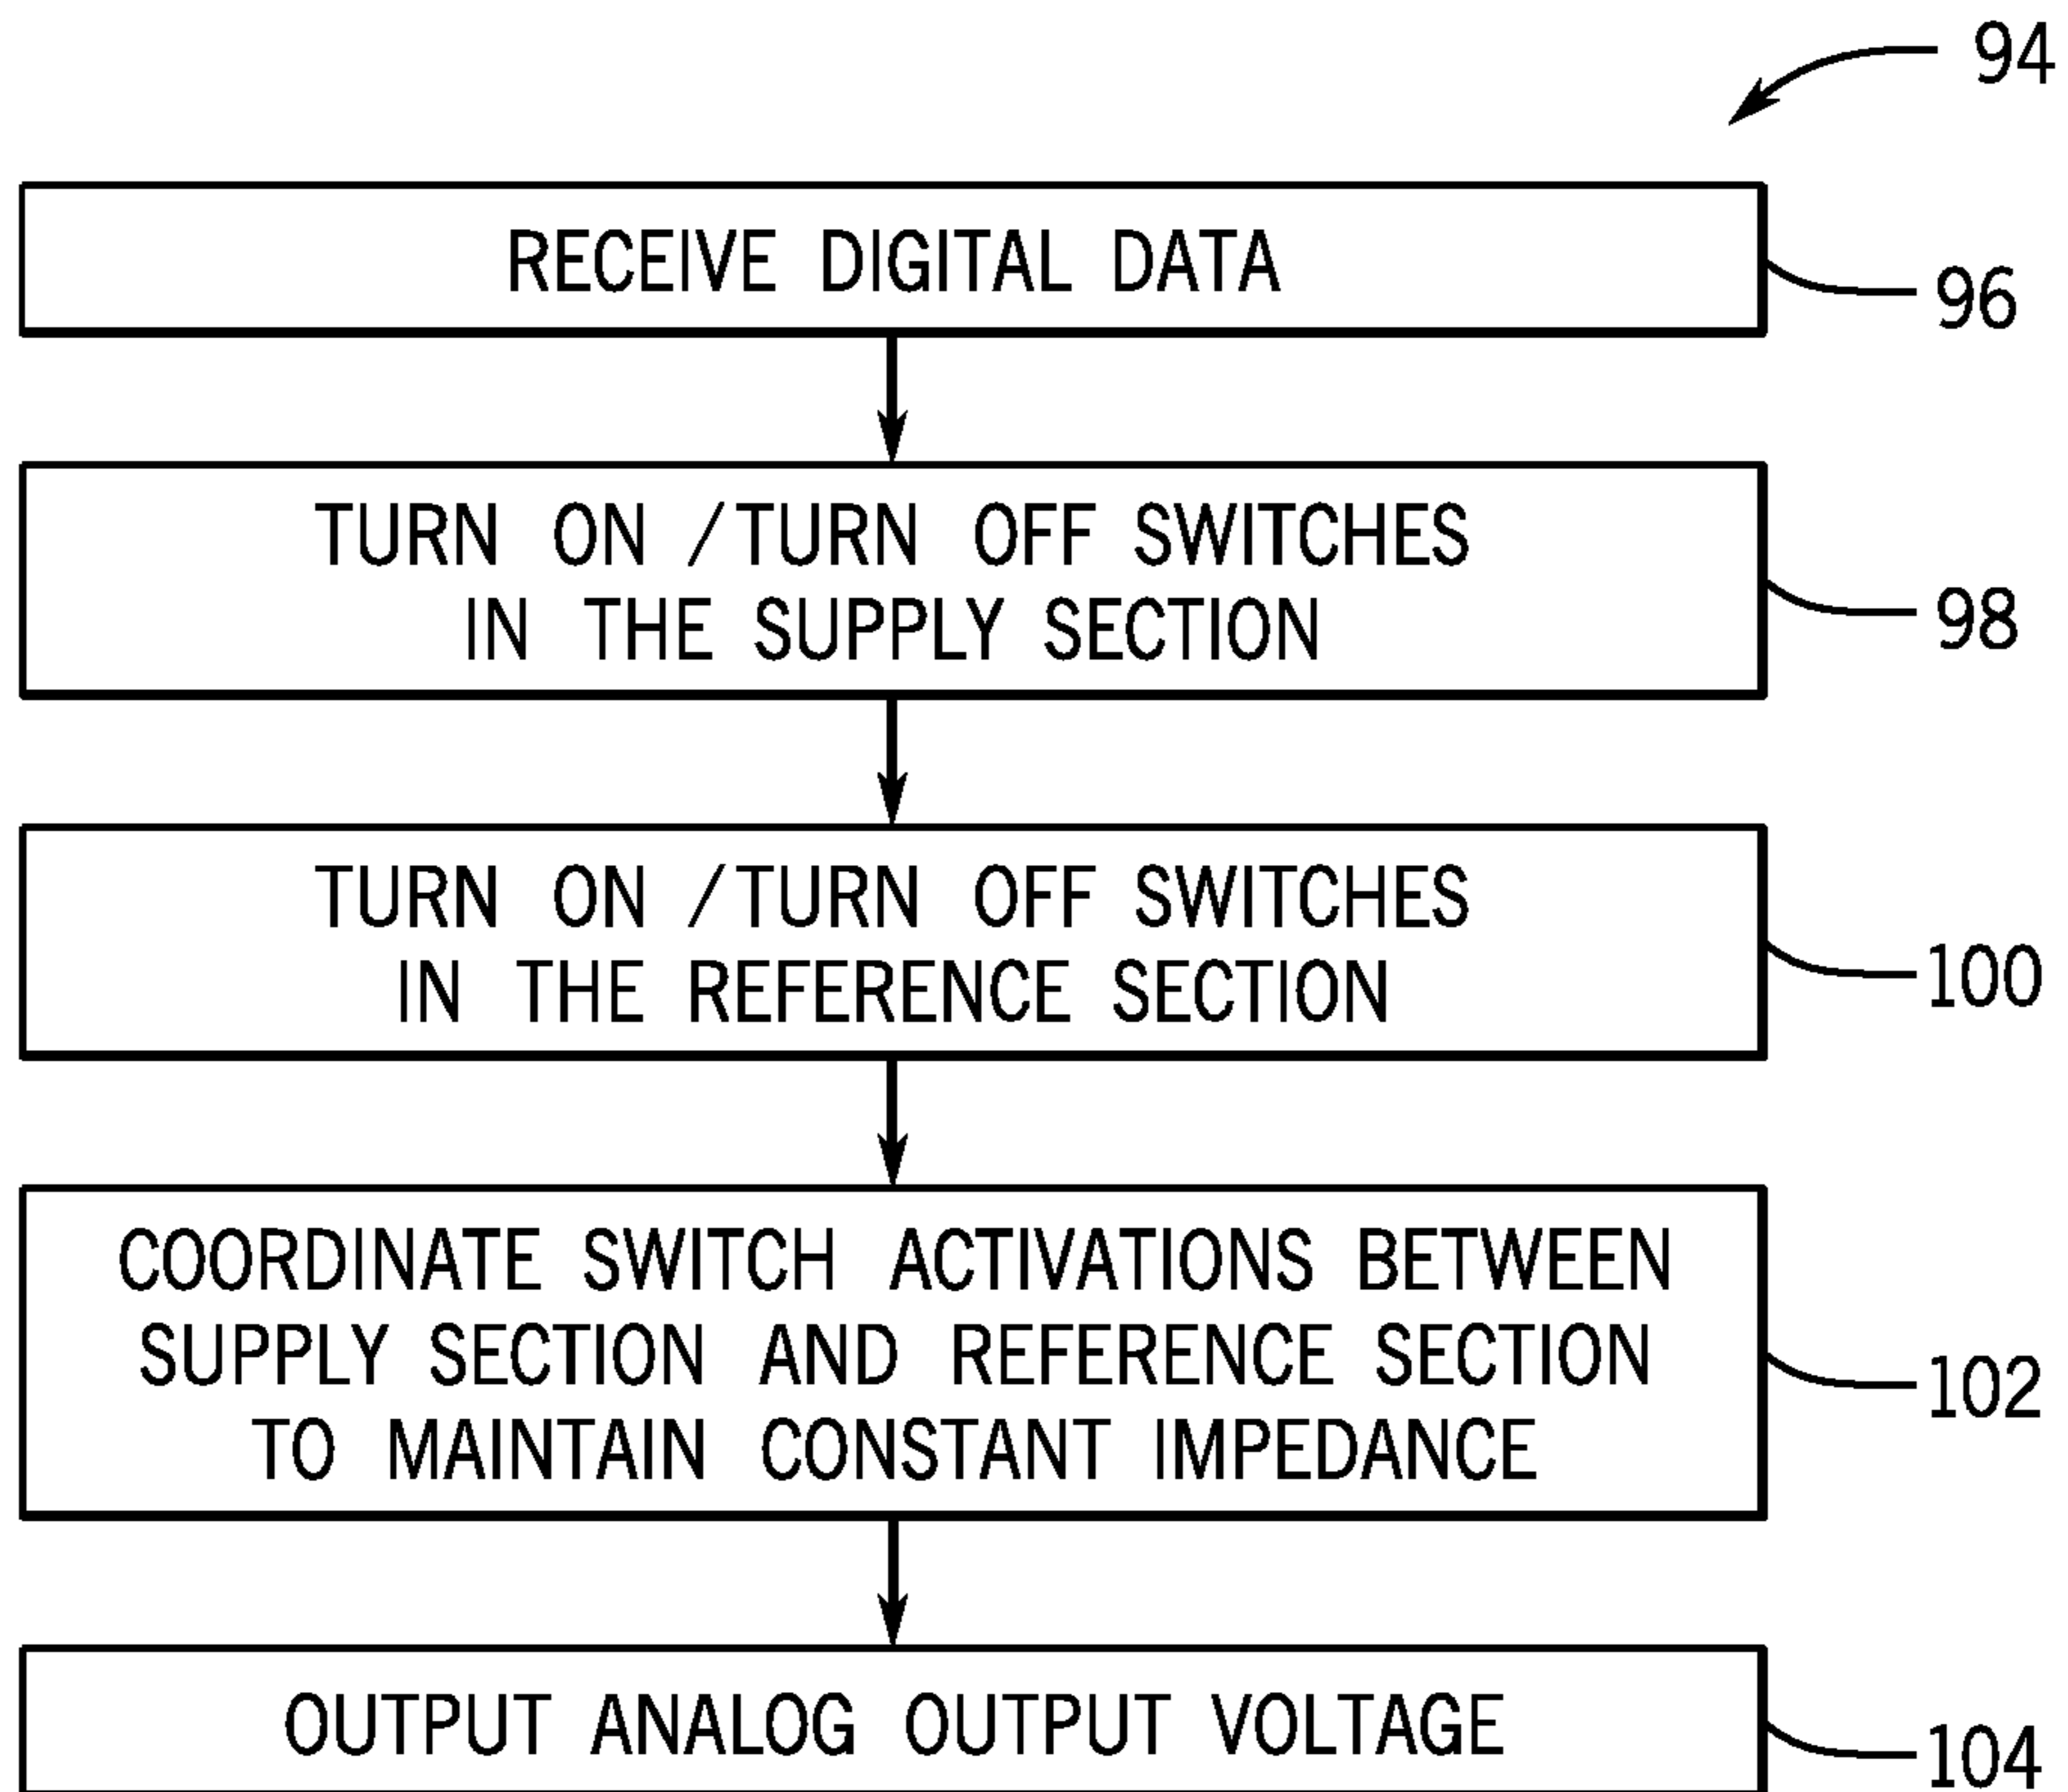 94
RECEIVE DIGITAL DATA
96
TURN ON /TURN OFF SWITCHES
IN THE SUPPLY SECTION
98
TURN ON /TURN OFF SWITCHES
IN THE REFERENCE SECTION
100
COORDINATE SWITCH ACTIVATIONS BETWEEN
SUPPLY SECTION AND REFERENCE SECTION
TO MAINTAIN CONSTANT IMPEDANCE
102
OUTPUT ANALOG OUTPUT VOLTAGE
104